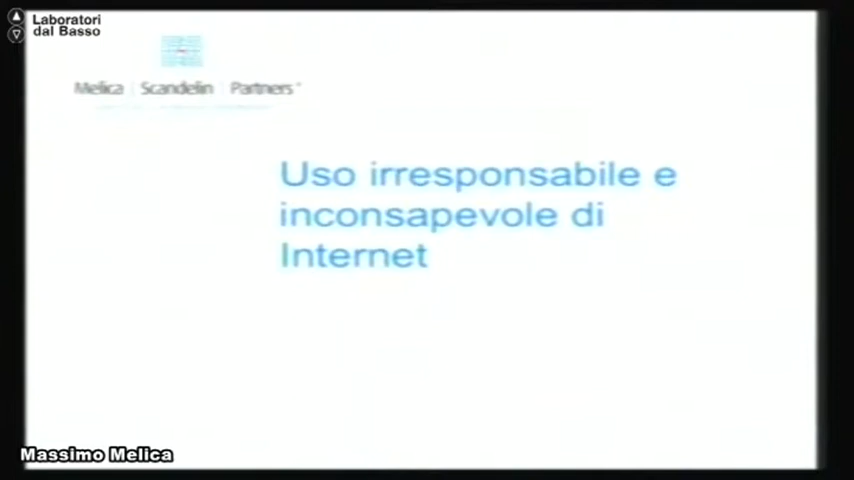 Laboratori
dal Basso
Melica | Scandelin | Partners
Uso irresponsabile e
inconsapevole di
Internet
Massimo Melica